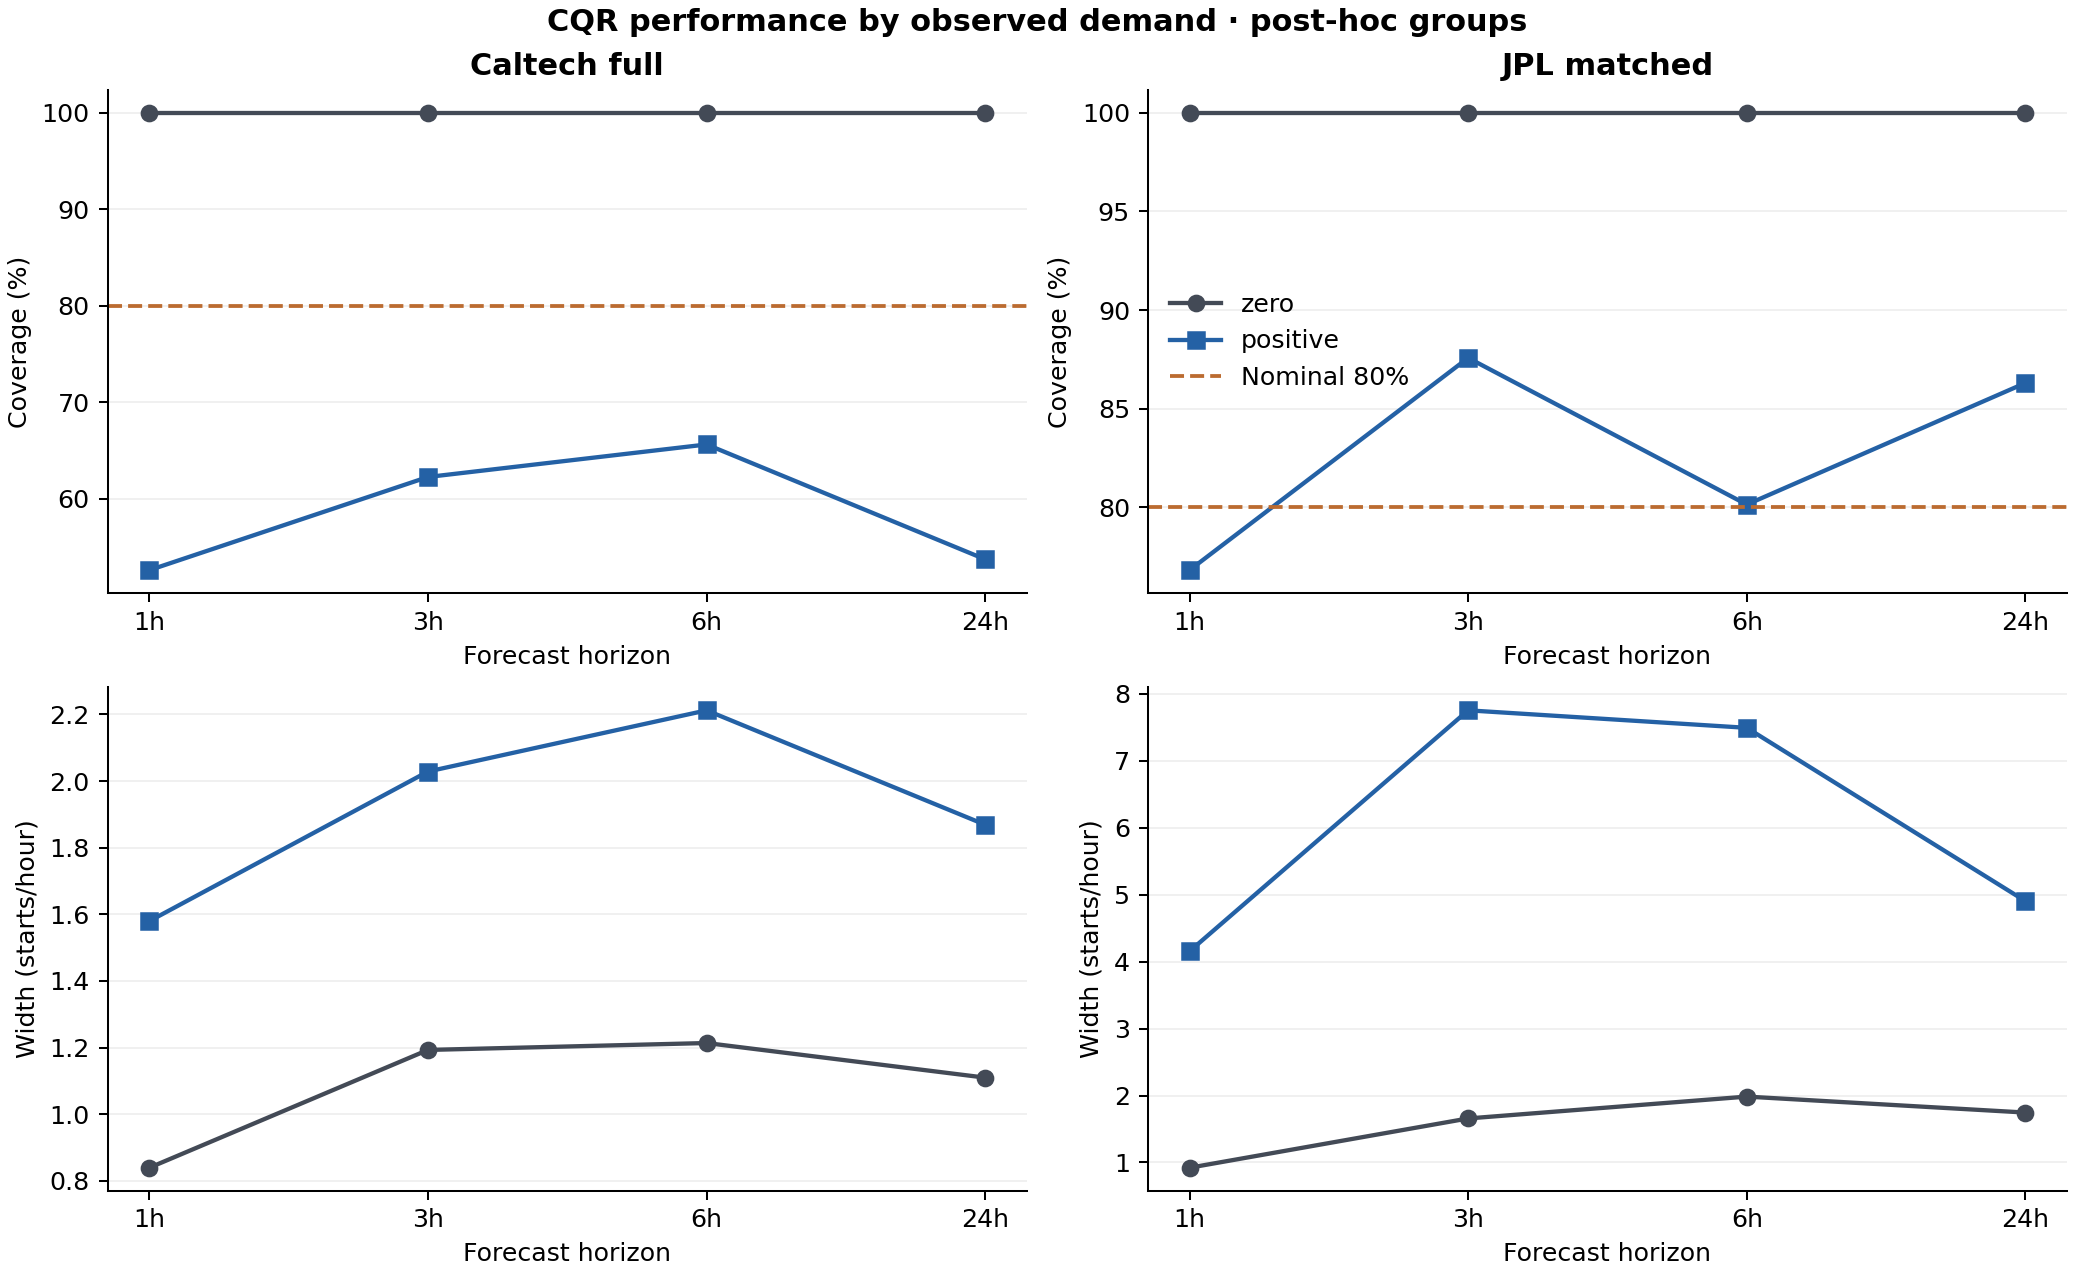 CQR performance by observed demand · post-hoc groups
Caltech full
100
90
80
70
60
Coverage (%)
1h 3h 6h 24h
Forecast horizon
JPL matched
100
95
90
85
80
Coverage (%)
zero
positive
Nominal 80%
1h 3h 6h 24h
Forecast horizon
2.2
2.0
1.8
1.6
1.4
1.2
1.0
0.8
Width (starts/hour)
1h 3h 6h 24h
Forecast horizon
8
7
6
5
4
3
2
1
Width (starts/hour)
1h 3h 6h 24h
Forecast horizon